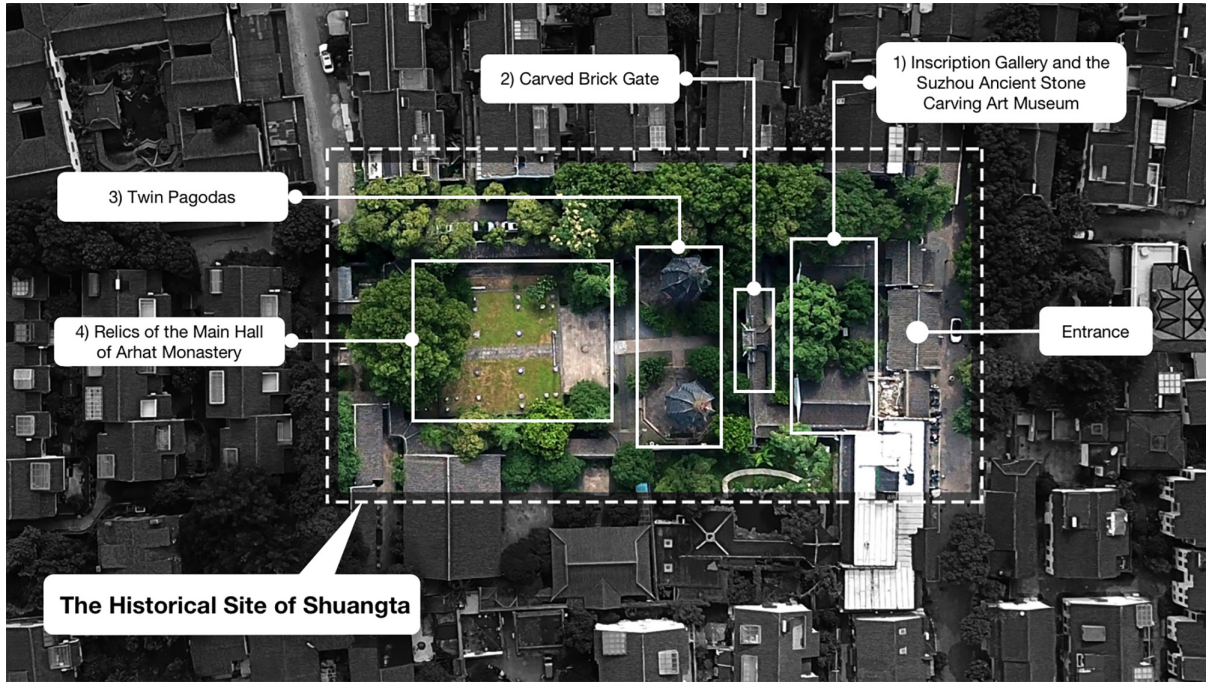 1) Inscription Gallery and the
Suzhou Ancient Stone
Carving Art Museum
2) Carved Brick Gate
3) Twin Pagodas
4) Relics of the Main Hall
of Arhat Monastery
Entrance
The Historical Site of Shuangta